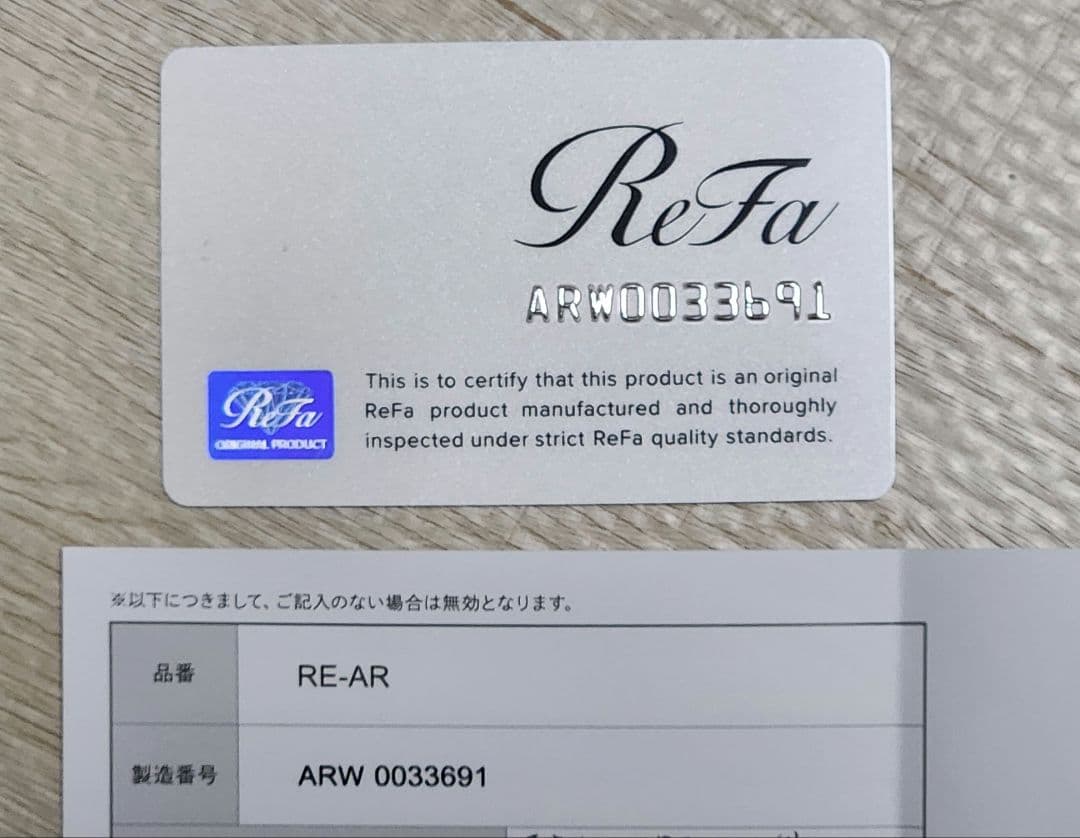 ReFa
ARW0033691
This is to certify that this product is an original
ReFa product manufactured and thoroughly
inspected under strict ReFa quality standards.
ReFa
ORIGINAL PRODUCT
※以下につきまして、ご記入のない場合は無効となります。
品番 RE-AR
製造番号 ARW 0033691